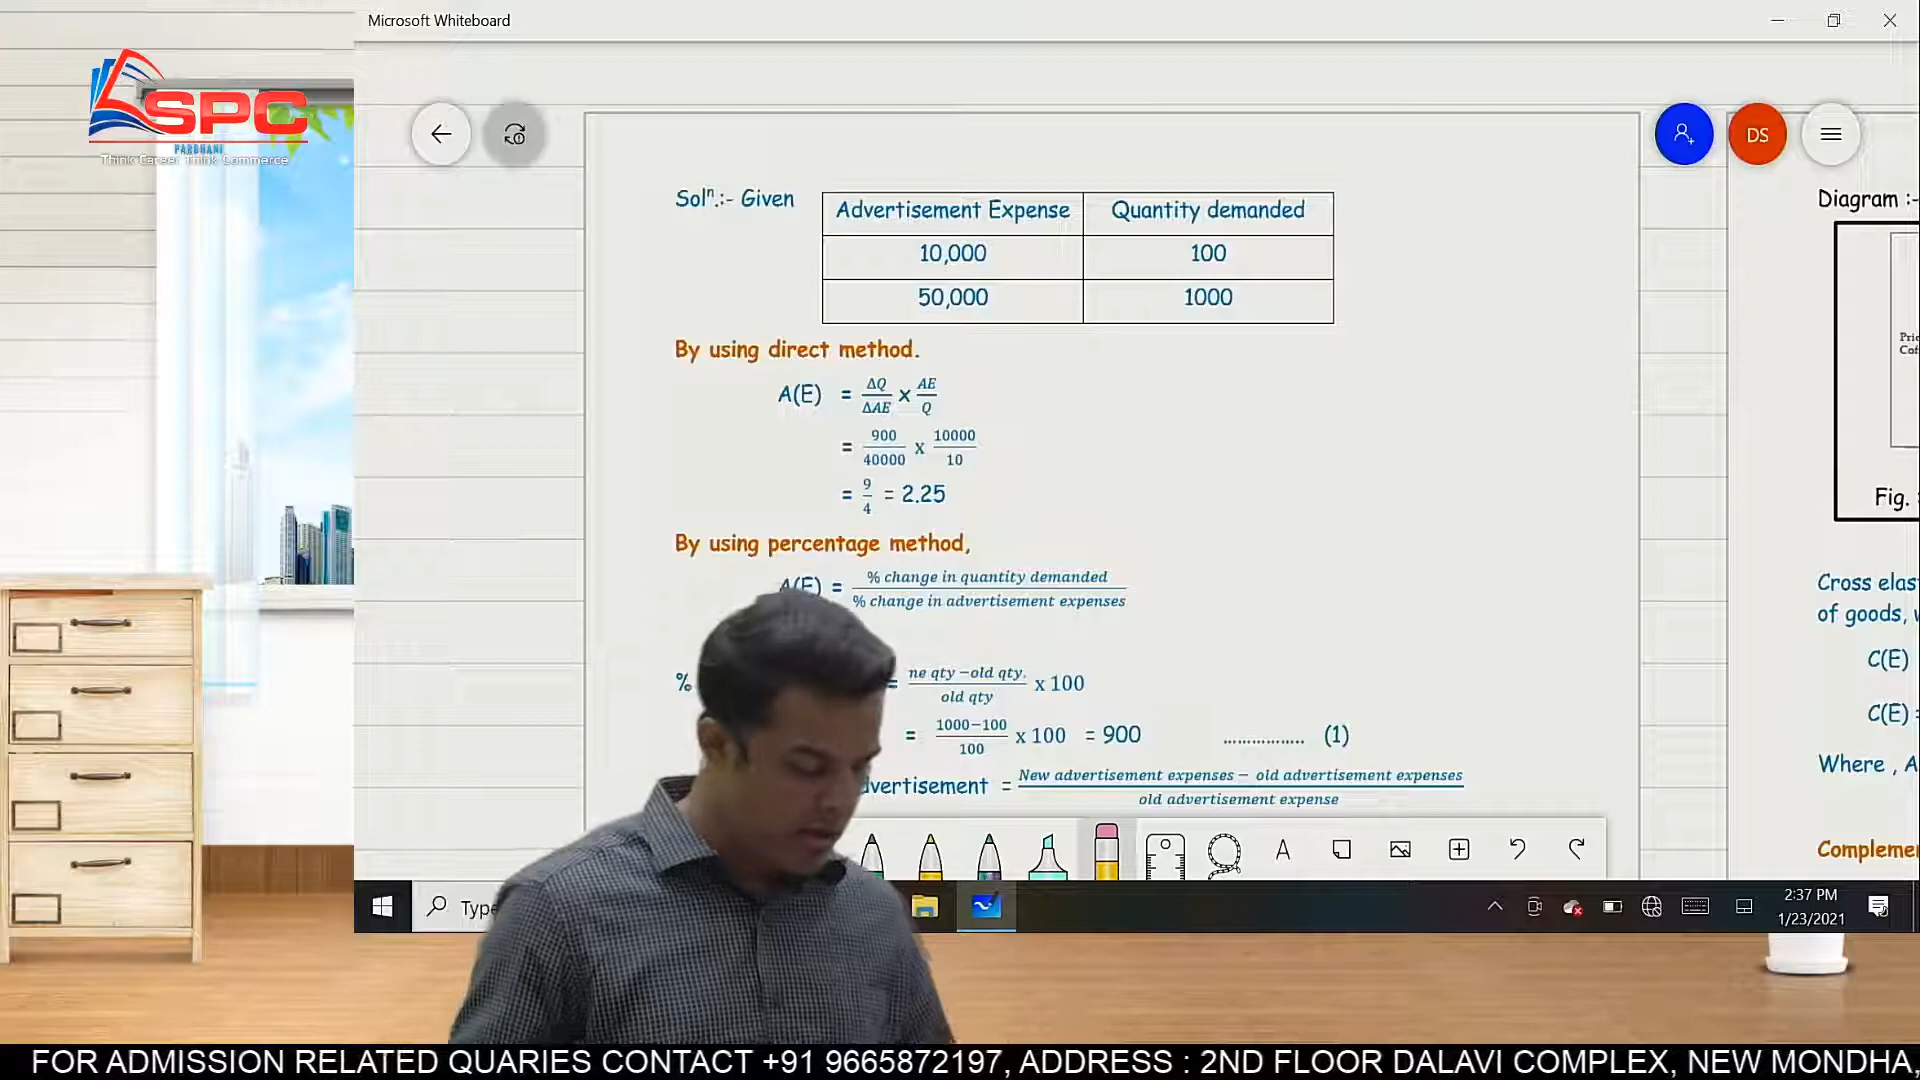 Microsoft Whiteboard
SPC
PARBHANI
Think Career Think Commerce
DS
Solⁿ.:- Given
Advertisement Expense Quantity demanded
10,000 100
50,000 1000
By using direct method.
A(E) = ΔQ/ΔAE x AE/Q
= 900/40000 x 10000/10
= 9/4 = 2.25
By using percentage method,
A(E) = % change in quantity demanded / % change in advertisement expenses
% = ne qty –old qty. / old qty x 100
= 1000–100 / 100 x 100 = 900 ................ (1)
dvertisement = New advertisement expenses – old advertisement expenses / old advertisement expense
Diagram :-
Pric
Cof
Fig. :
Cross elas
of goods, w
C(E)
C(E) =
Where , A
Complemen
A
Type
2:37 PM
1/23/2021
FOR ADMISSION RELATED QUARIES CONTACT +91 9665872197, ADDRESS : 2ND FLOOR DALAVI COMPLEX, NEW MONDHA,